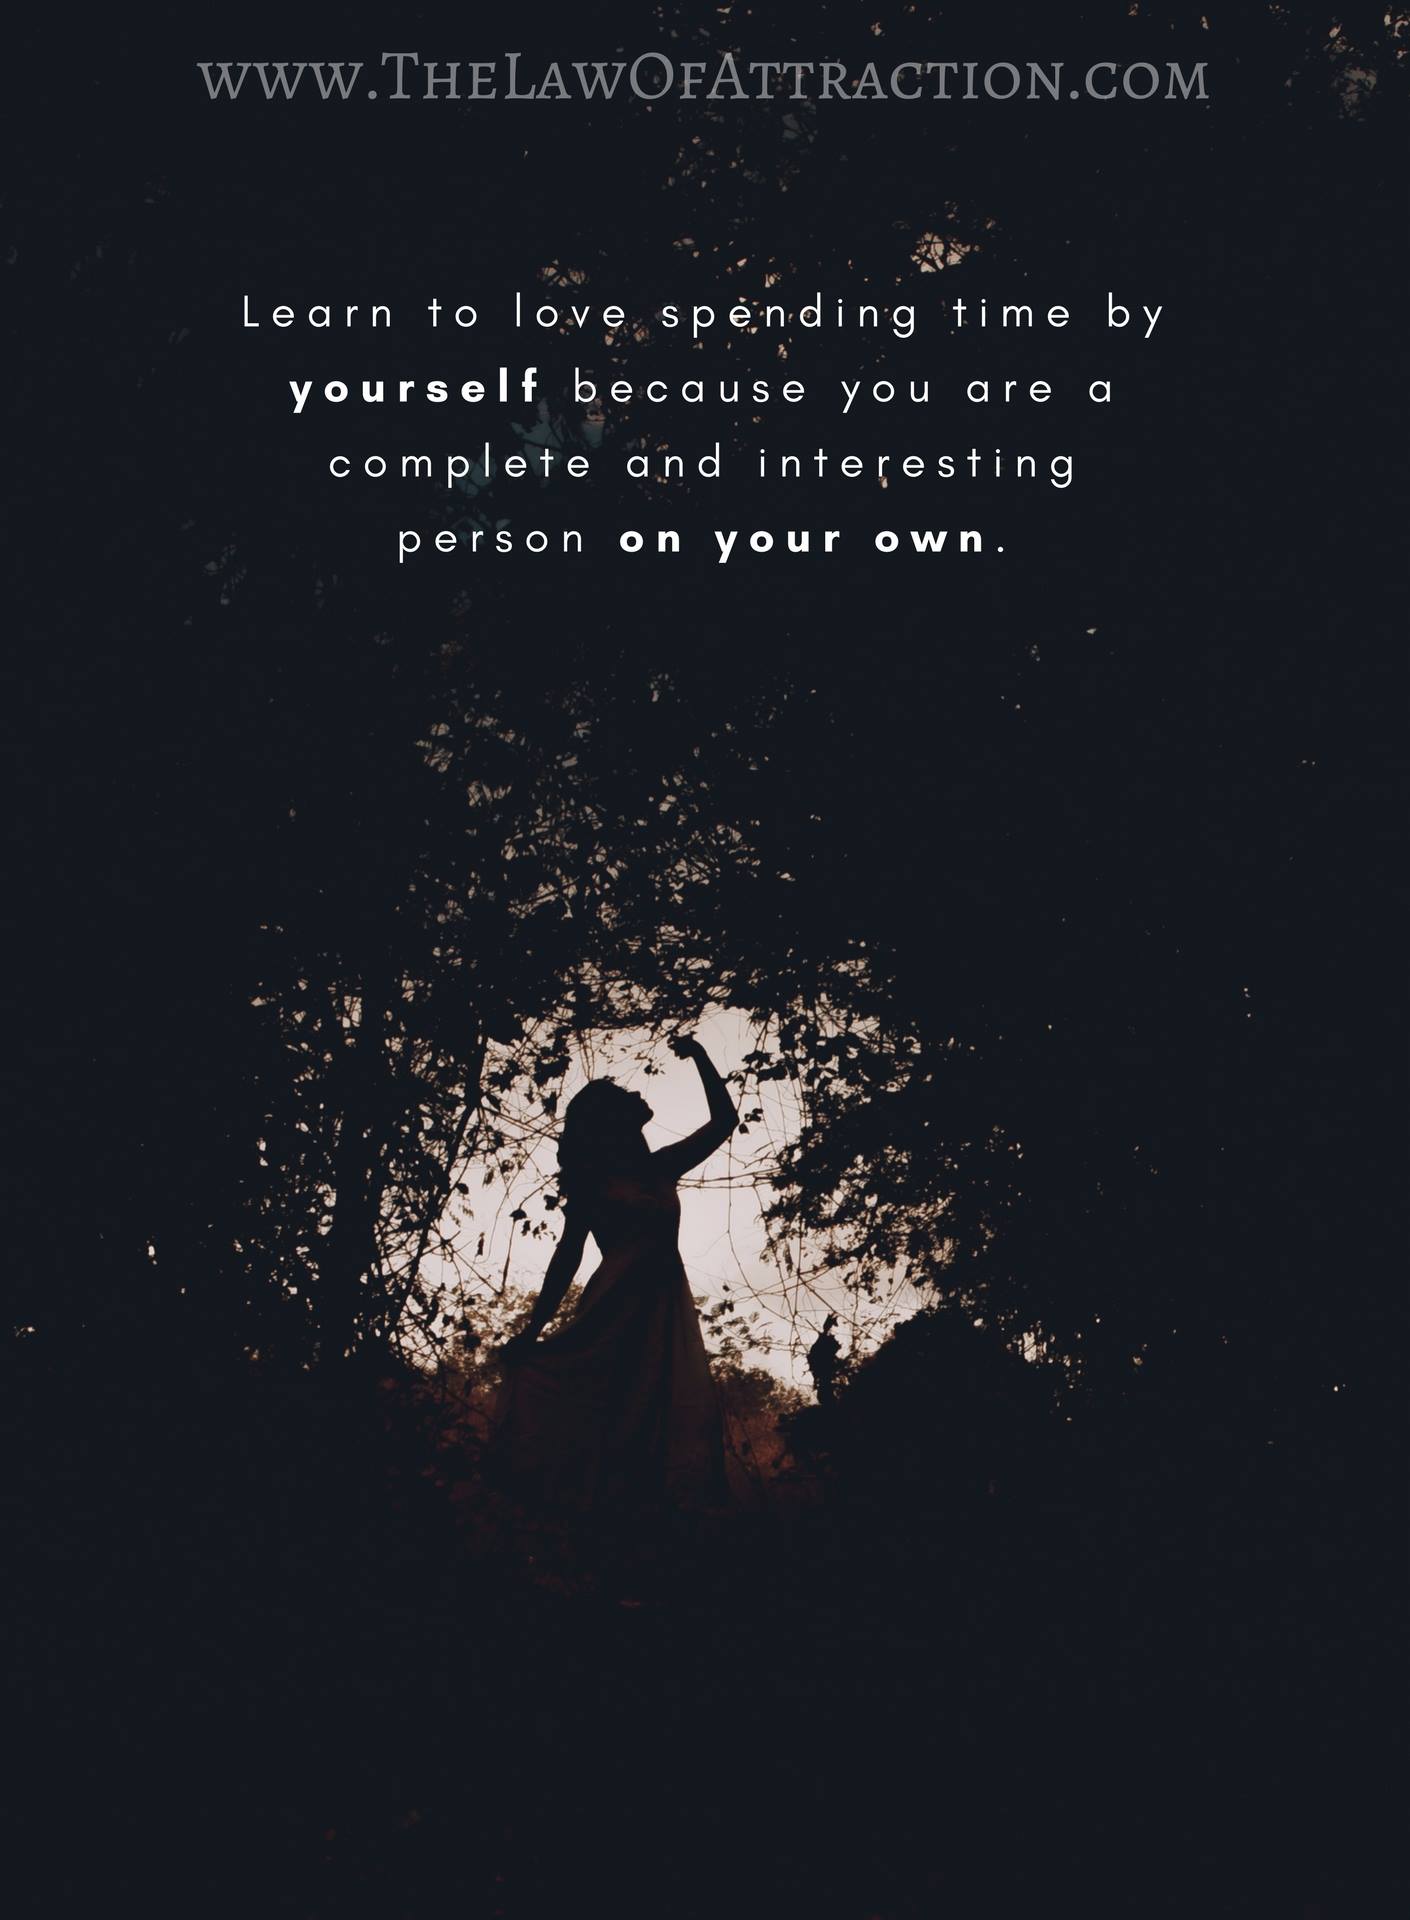 www.TheLawOfAttraction.com
Learn to love spending time by
yourself because you are a
complete and interesting
person on your own.